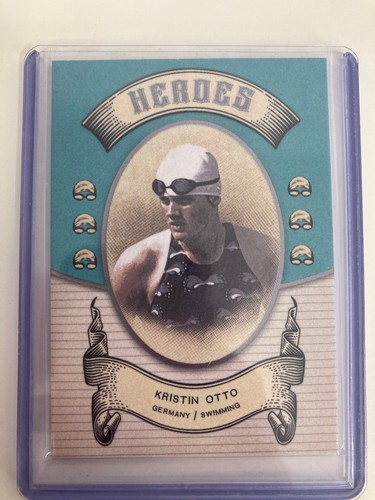 HEROES
KRISTIN OTTO
GERMANY / SWIMMING